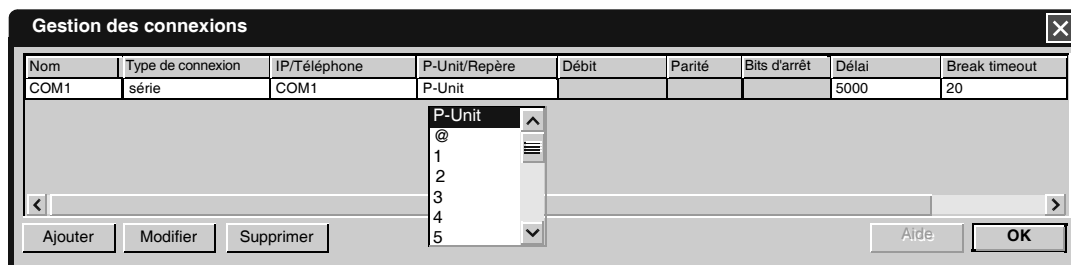 Gestion des connexions
Nom Type de connexion IP/Téléphone P-Unit/Repère Débit Parité Bits d'arrêt Délai Break timeout
COM1 série COM1 P-Unit 5000 20
P-Unit
@
1
2
3
4
5
Ajouter Modifier Supprimer Aide OK